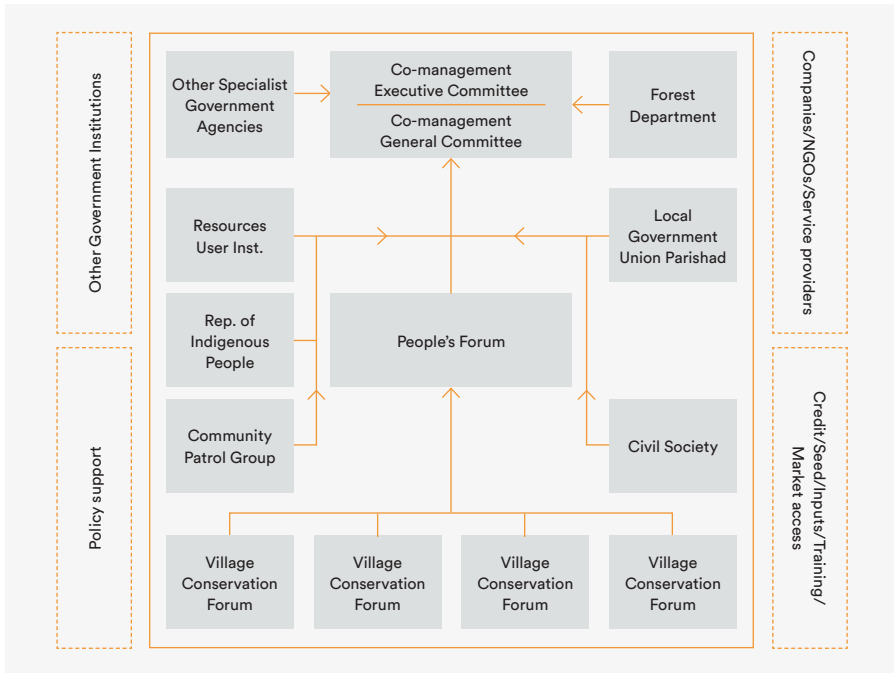 Other Government Institutions
Policy support
Other Specialist
Government
Agencies
Co-management
Executive Committee
Co-management
General Committee
Forest
Department
Resources
User Inst.
Local
Government
Union Parishad
Rep. of
Indigenous
People
People’s Forum
Community
Patrol Group
Civil Society
Village
Conservation
Forum
Village
Conservation
Forum
Village
Conservation
Forum
Village
Conservation
Forum
Companies/NGOs/Service providers
Credit/Seed/Inputs/Training/
Market access